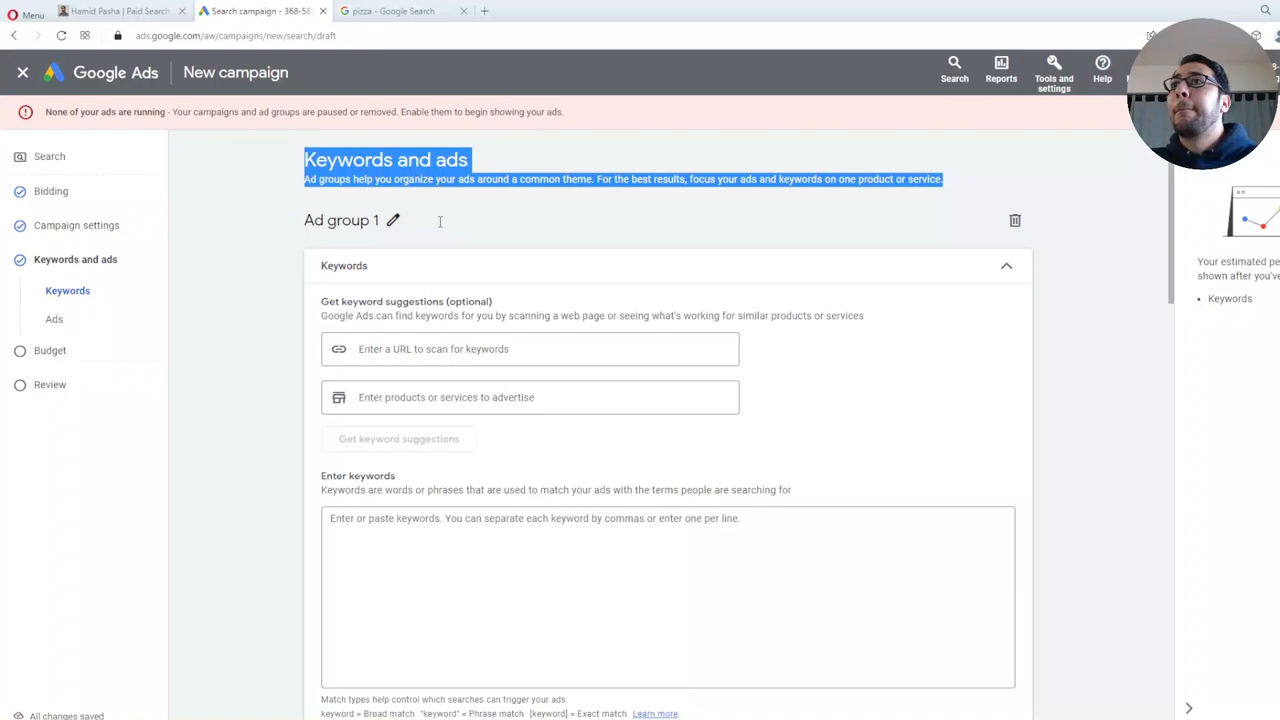 Menu
Hamid Pasha | Paid Search
Search campaign - 368-58
pizza - Google Search
ads.google.com/aw/campaigns/new/search/draft
Google Ads
New campaign
Search
Reports
Tools and settings
Help
None of your ads are running - Your campaigns and ad groups are paused or removed. Enable them to begin showing your ads.
Search
Bidding
Campaign settings
Keywords and ads
Keywords
Ads
Budget
Review
All changes saved
Keywords and ads
Ad groups help you organize your ads around a common theme. For the best results, focus your ads and keywords on one product or service.
Ad group 1
Keywords
Get keyword suggestions (optional)
Google Ads can find keywords for you by scanning a web page or seeing what's working for similar products or services
Enter a URL to scan for keywords
Enter products or services to advertise
Get keyword suggestions
Enter keywords
Keywords are words or phrases that are used to match your ads with the terms people are searching for
Enter or paste keywords. You can separate each keyword by commas or enter one per line.
Match types help control which searches can trigger your ads
keyword = Broad match "keyword" = Phrase match [keyword] = Exact match Learn more
Your estimated pe
shown after you've
• Keywords